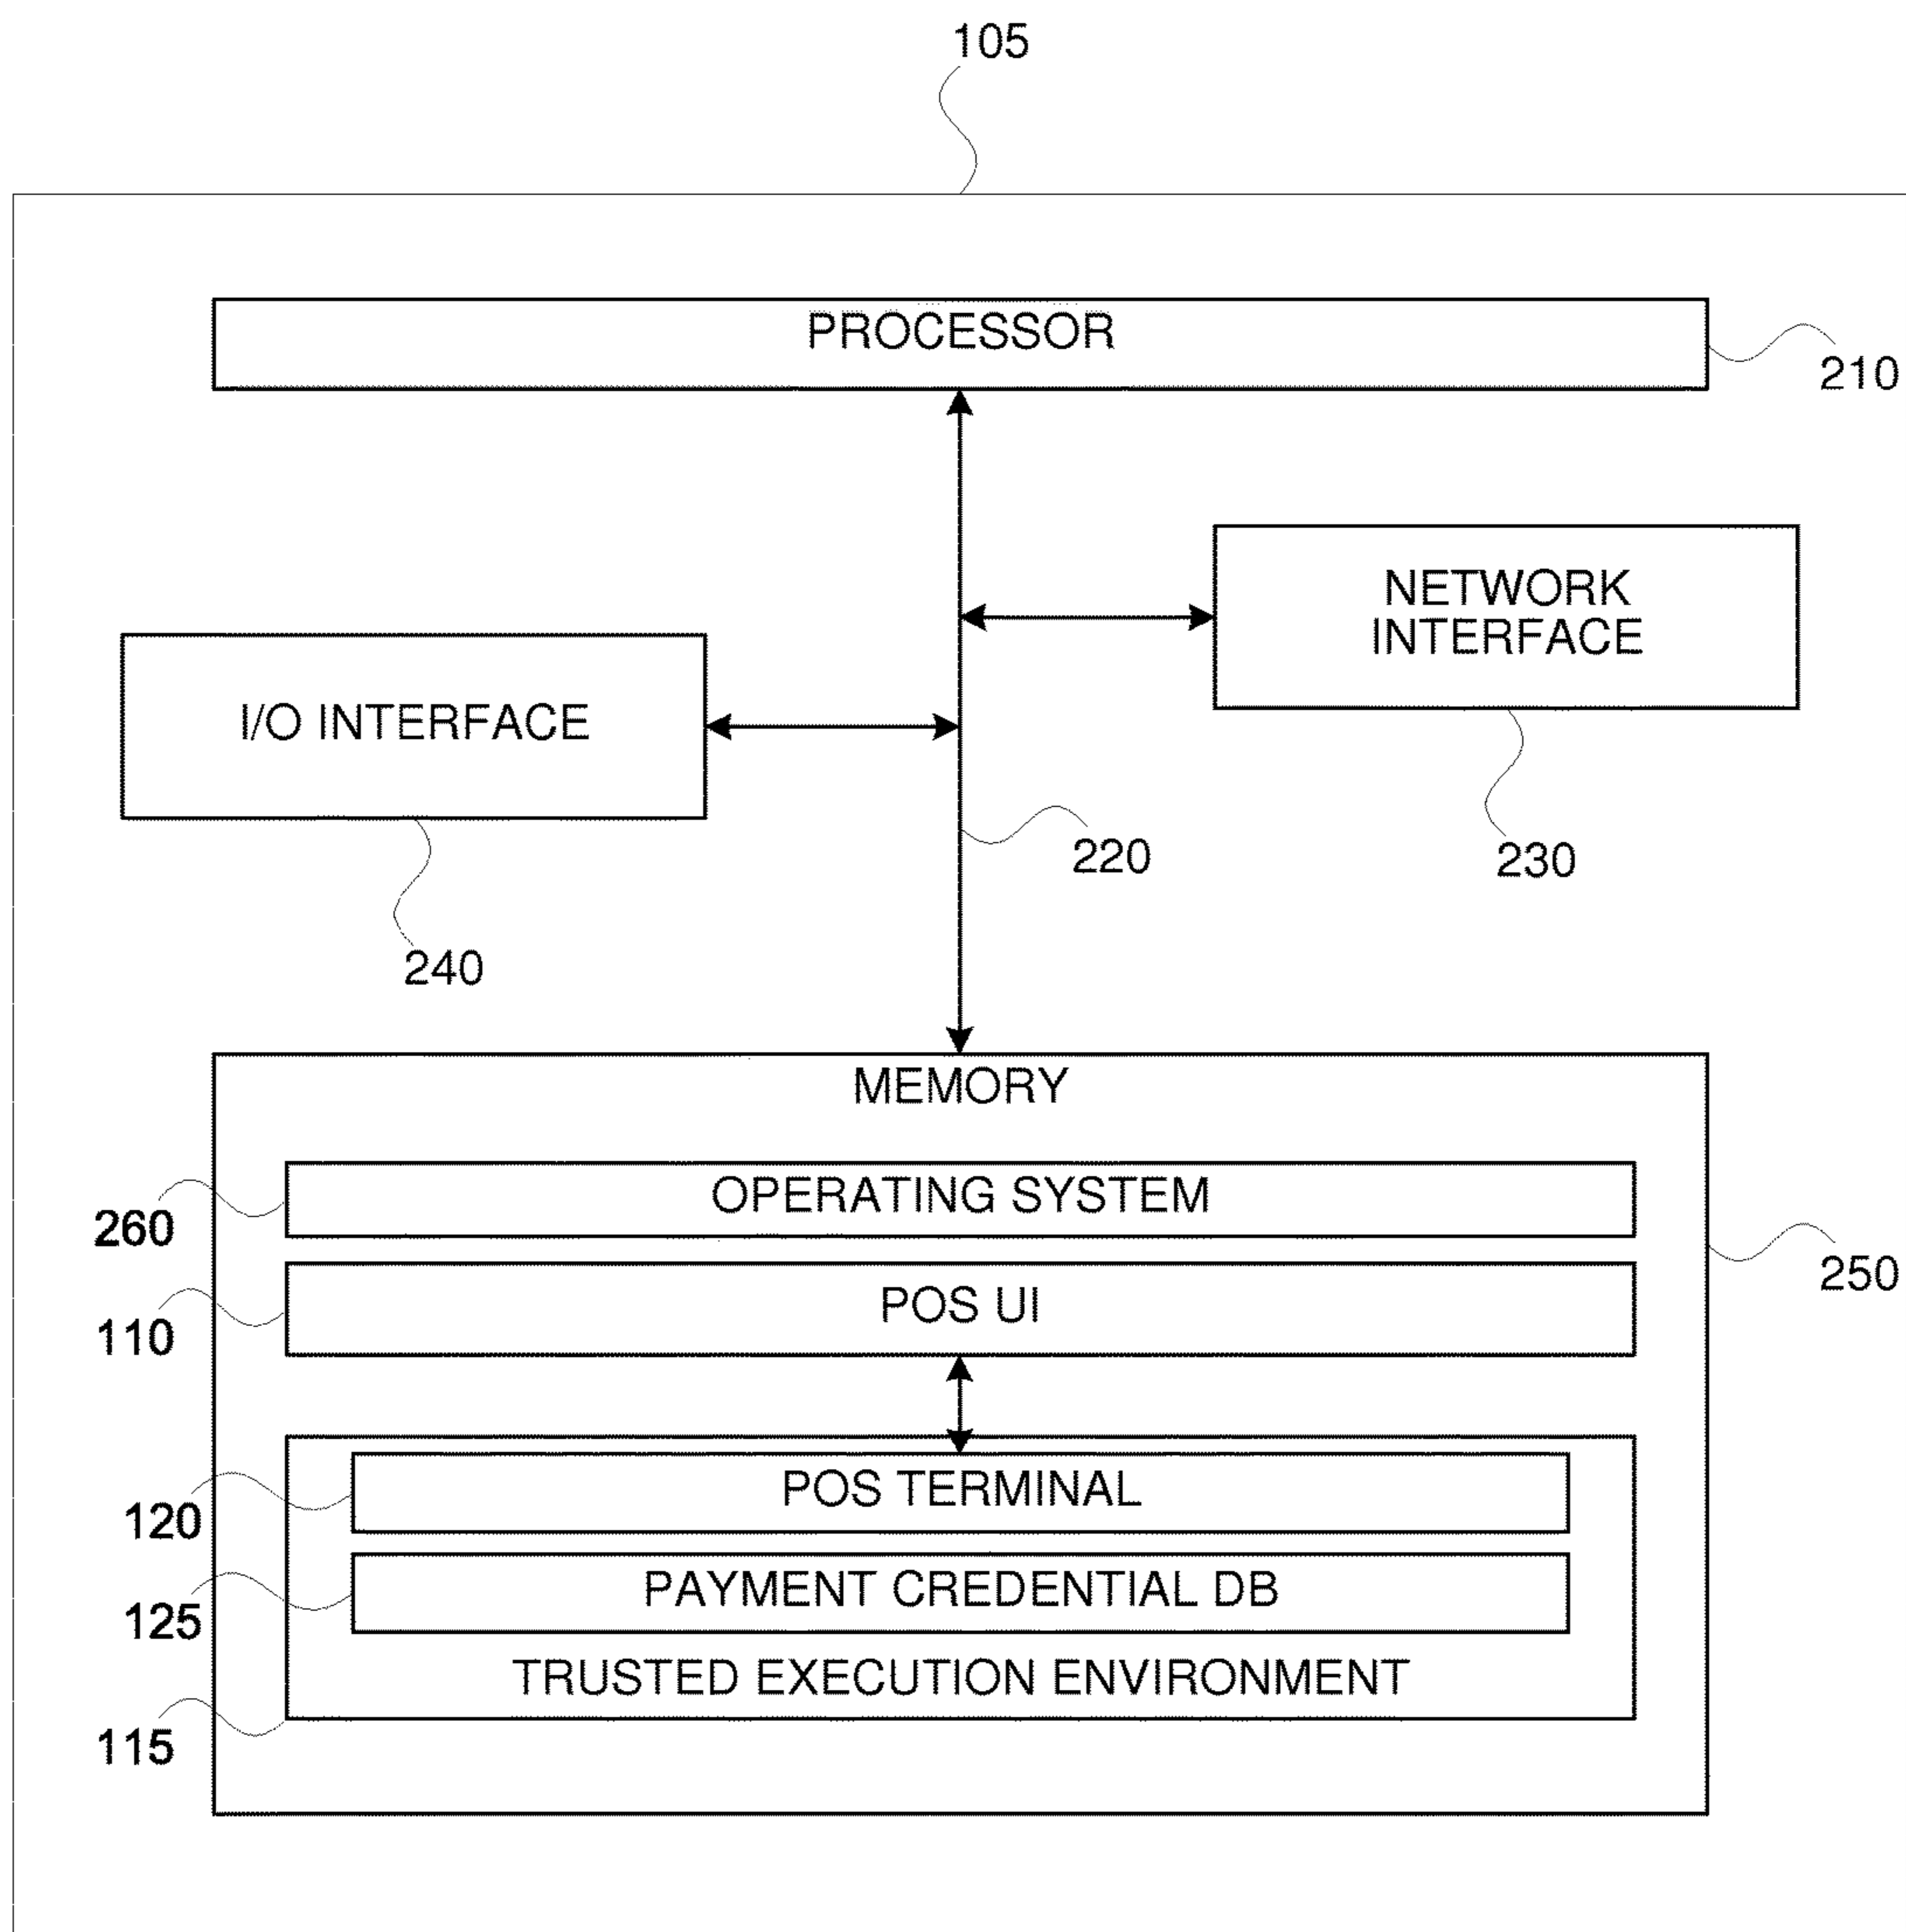 105
PROCESSOR
210
NETWORK
INTERFACE
I/O INTERFACE
220
230
240
MEMORY
OPERATING SYSTEM
260
250
POS UI
110
POS TERMINAL
120
PAYMENT CREDENTIAL DB
125
TRUSTED EXECUTION ENVIRONMENT
115